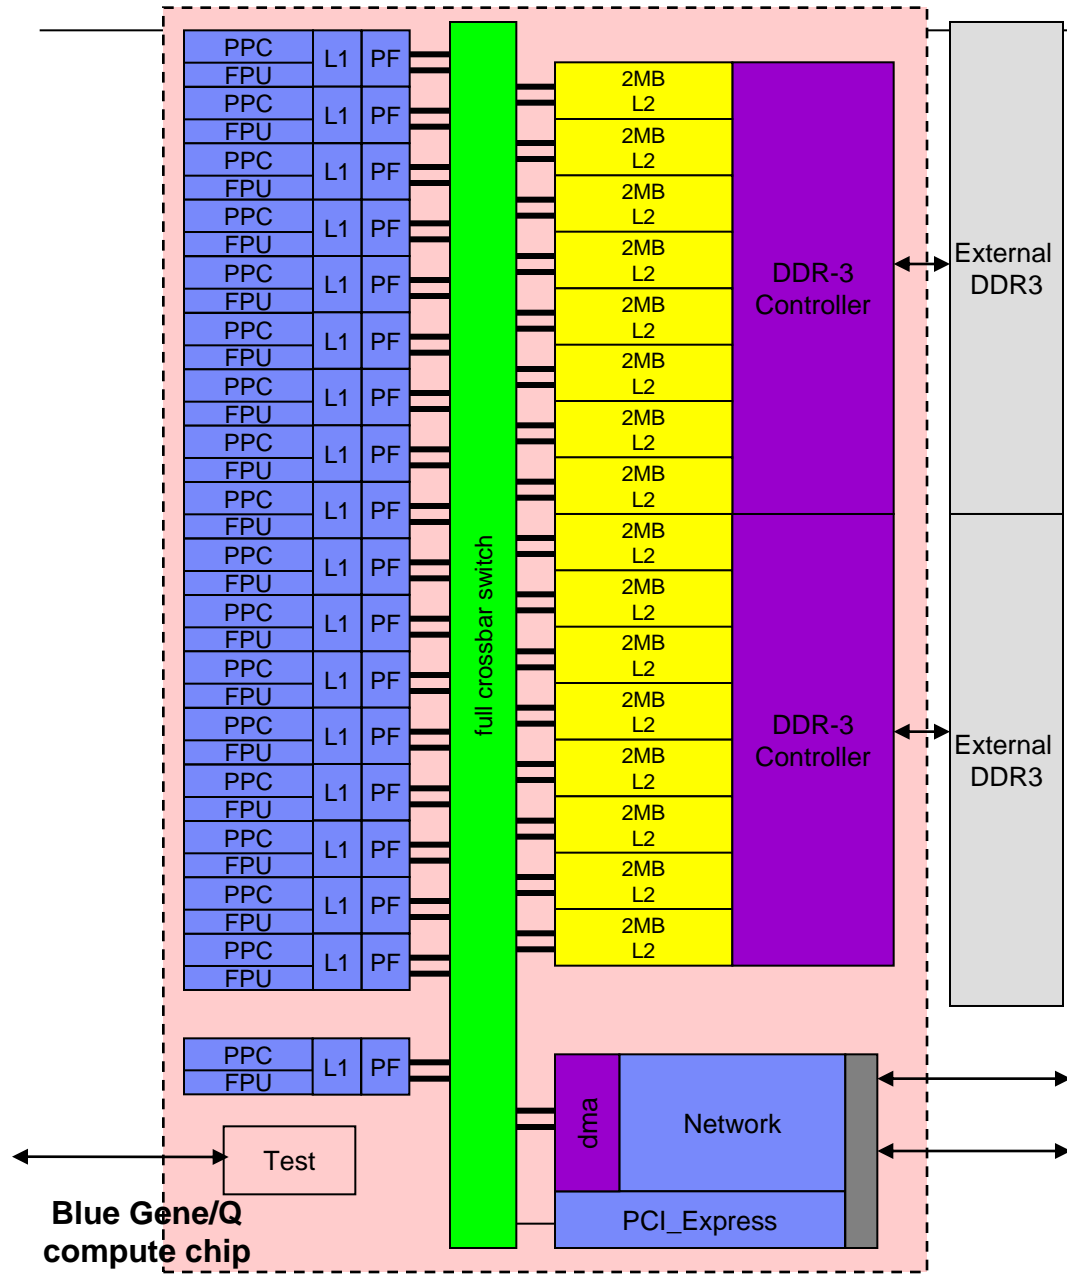 PPC
L1 PF
FPU
PPC
L1 PF
FPU
PPC
L1 PF
FPU
PPC
L1 PF
FPU
PPC
L1 PF
FPU
PPC
L1 PF
FPU
PPC
L1 PF
FPU
PPC
L1 PF
FPU
PPC
L1 PF
FPU
PPC
L1 PF
FPU
PPC
L1 PF
FPU
PPC
L1 PF
FPU
PPC
L1 PF
FPU
PPC
L1 PF
FPU
PPC
L1 PF
FPU
PPC
L1 PF
FPU
PPC
L1 PF
FPU
PPC
L1 PF
FPU
full crossbar switch
2MB
L2
2MB
L2
2MB
L2
2MB
L2
2MB
L2
2MB
L2
2MB
L2
2MB
L2
2MB
L2
2MB
L2
2MB
L2
2MB
L2
2MB
L2
2MB
L2
2MB
L2
2MB
L2
DDR-3
Controller
DDR-3
Controller
External
DDR3
External
DDR3
dma
Network
PCI_Express
Test
Blue Gene/Q
compute chip